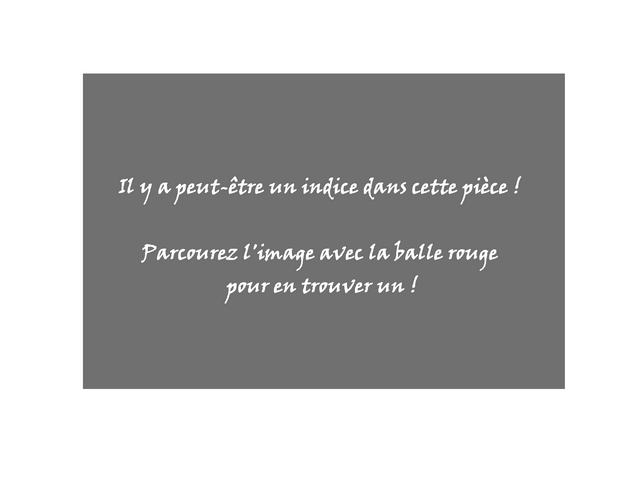 Il y a peut-être un indice dans cette pièce !
Parcourez l'image avec la balle rouge
pour en trouver un !